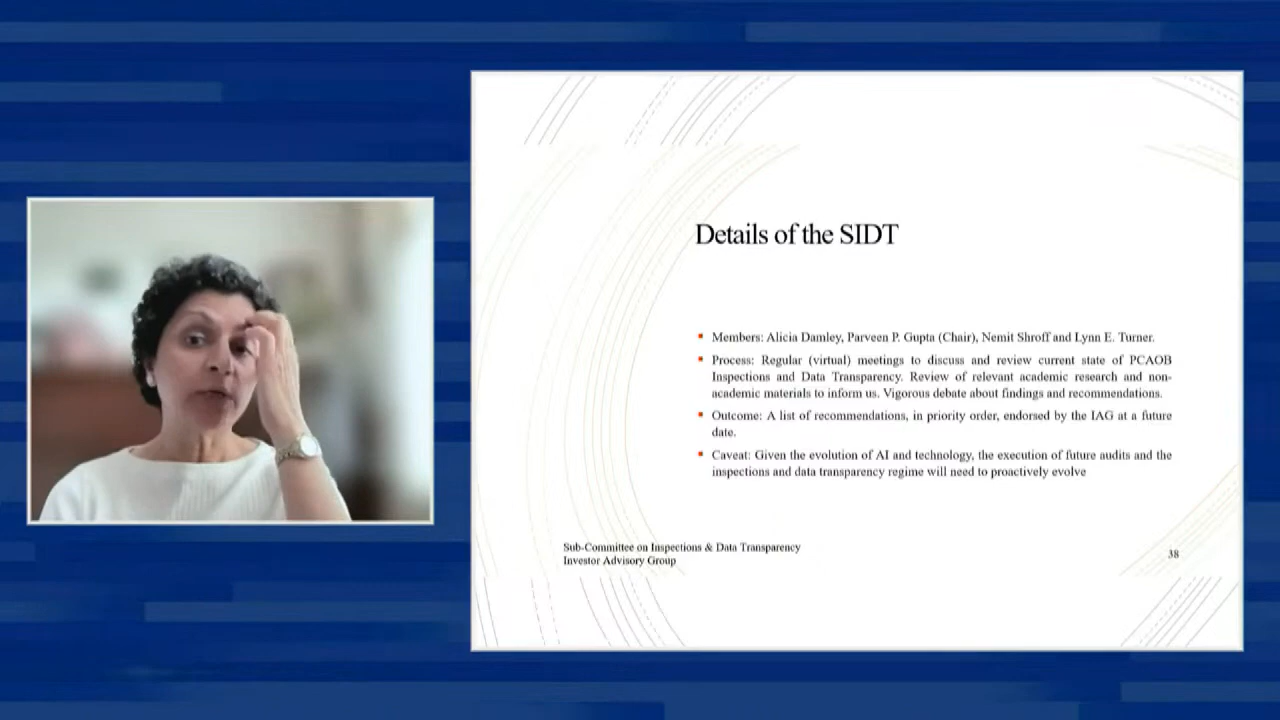 Details of the SIDT
Members: Alicia Damley, Parveen P. Gupta (Chair), Nemit Shroff and Lynn E. Turner.
Process: Regular (virtual) meetings to discuss and review current state of PCAOB
Inspections and Data Transparency. Review of relevant academic research and non-
academic materials to inform us. Vigorous debate about findings and recommendations.
Outcome: A list of recommendations, in priority order, endorsed by the IAG at a future
date.
Caveat: Given the evolution of AI and technology, the execution of future audits and the
inspections and data transparency regime will need to proactively evolve
Sub-Committee on Inspections & Data Transparency
Investor Advisory Group
38